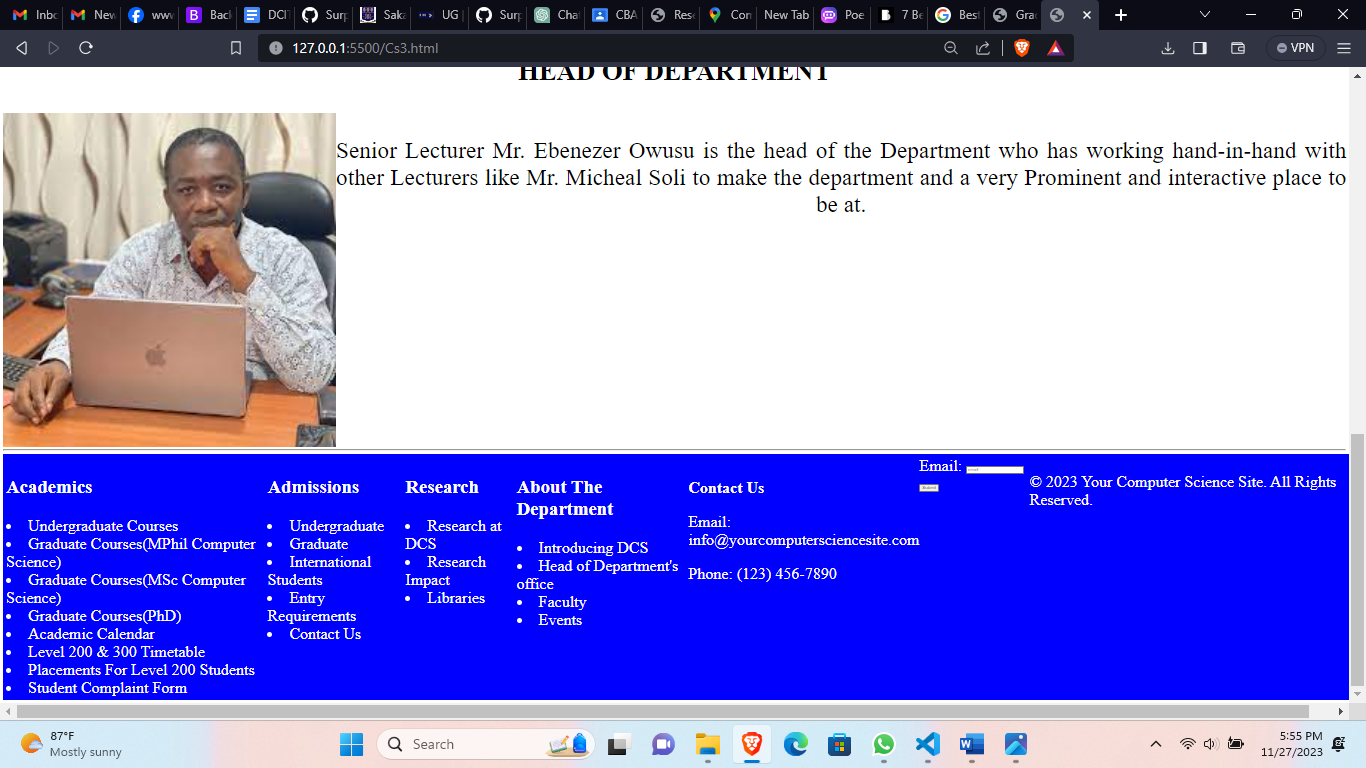 Inbo
New
www
Back
DCIT
Surp
Saka
UG |
Surp
Chat
CBA
Rese
Con
New Tab
Poe
7 Be
Best
Grad
127.0.0.1:5500/Cs3.html
VPN
HEAD OF DEPARTMENT
Senior Lecturer Mr. Ebenezer Owusu is the head of the Department who has working hand-in-hand with
other Lecturers like Mr. Micheal Soli to make the department and a very Prominent and interactive place to
be at.
Academics
Undergraduate Courses
Graduate Courses(MPhil Computer
Science)
Graduate Courses(MSc Computer
Science)
Graduate Courses(PhD)
Academic Calendar
Level 200 & 300 Timetable
Placements For Level 200 Students
Student Complaint Form
Admissions
Undergraduate
Graduate
International
Students
Entry
Requirements
Contact Us
Research
Research at
DCS
Research
Impact
Libraries
About The
Department
Introducing DCS
Head of Department's
office
Faculty
Events
Contact Us
Email:
info@yourcomputersciencesite.com
Phone: (123) 456-7890
Email:
© 2023 Your Computer Science Site. All Rights
Reserved.
87°F
Mostly sunny
Search
5:55 PM
11/27/2023